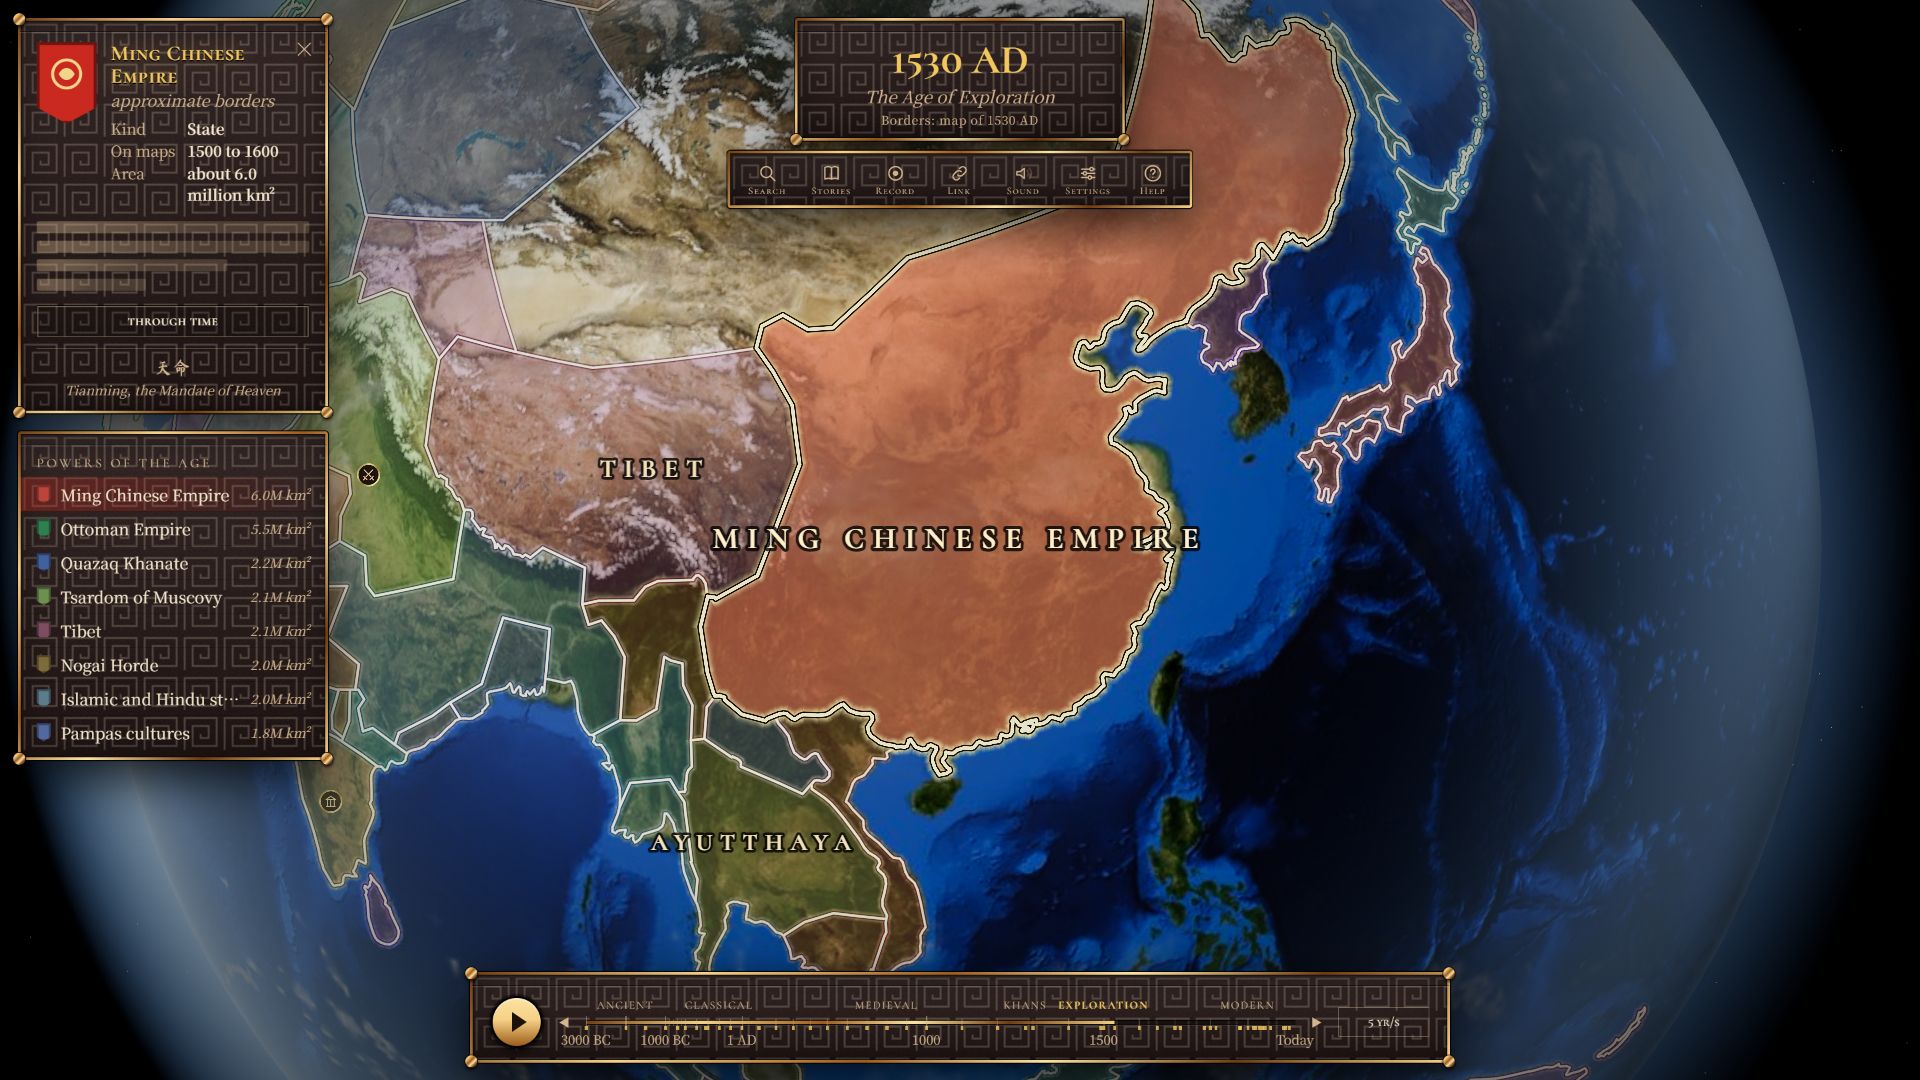 Ming Chinese
Empire
approximate borders
Kind State
On maps 1500 to 1600
Area about 6.0
million km²
THROUGH TIME
天命
Tianming, the Mandate of Heaven
POWERS OF THE AGE
Ming Chinese Empire 6.0M km²
Ottoman Empire 5.5M km²
Quazaq Khanate 2.2M km²
Tsardom of Muscovy 2.1M km²
Tibet 2.1M km²
Nogai Horde 2.0M km²
Islamic and Hindu st··· 2.0M km²
Pampas cultures 1.8M km²
1530 AD
The Age of Exploration
Borders: map of 1530 AD
Search Stories Record Link Sound Settings Help
TIBET
MING CHINESE EMPIRE
AYUTTHAYA
ANCIENT CLASSICAL MEDIEVAL KHANS EXPLORATION MODERN
5 YR/S
3000 BC 1000 BC 1 AD 1000 1500 Today